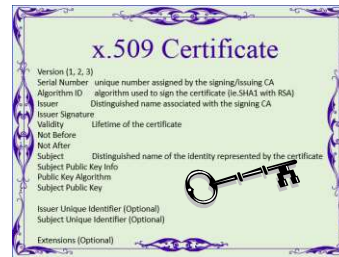 x.509 Certificate
Version (1, 2, 3)
Serial Number unique number assigned by the signing/issuing CA
Algorithm ID algorithm used to sign the certificate (ie.SHA1 with RSA)
Issuer Distinguished name associated with the signing CA
Issuer Signature
Validity Lifetime of the certificate
Not Before
Not After
Subject Distinguished name of the identity represented by the certificate
Subject Public Key Info
Public Key Algorithm
Subject Public Key
Issuer Unique Identifier (Optional)
Subject Unique Identifier (Optional)
Extensions (Optional)